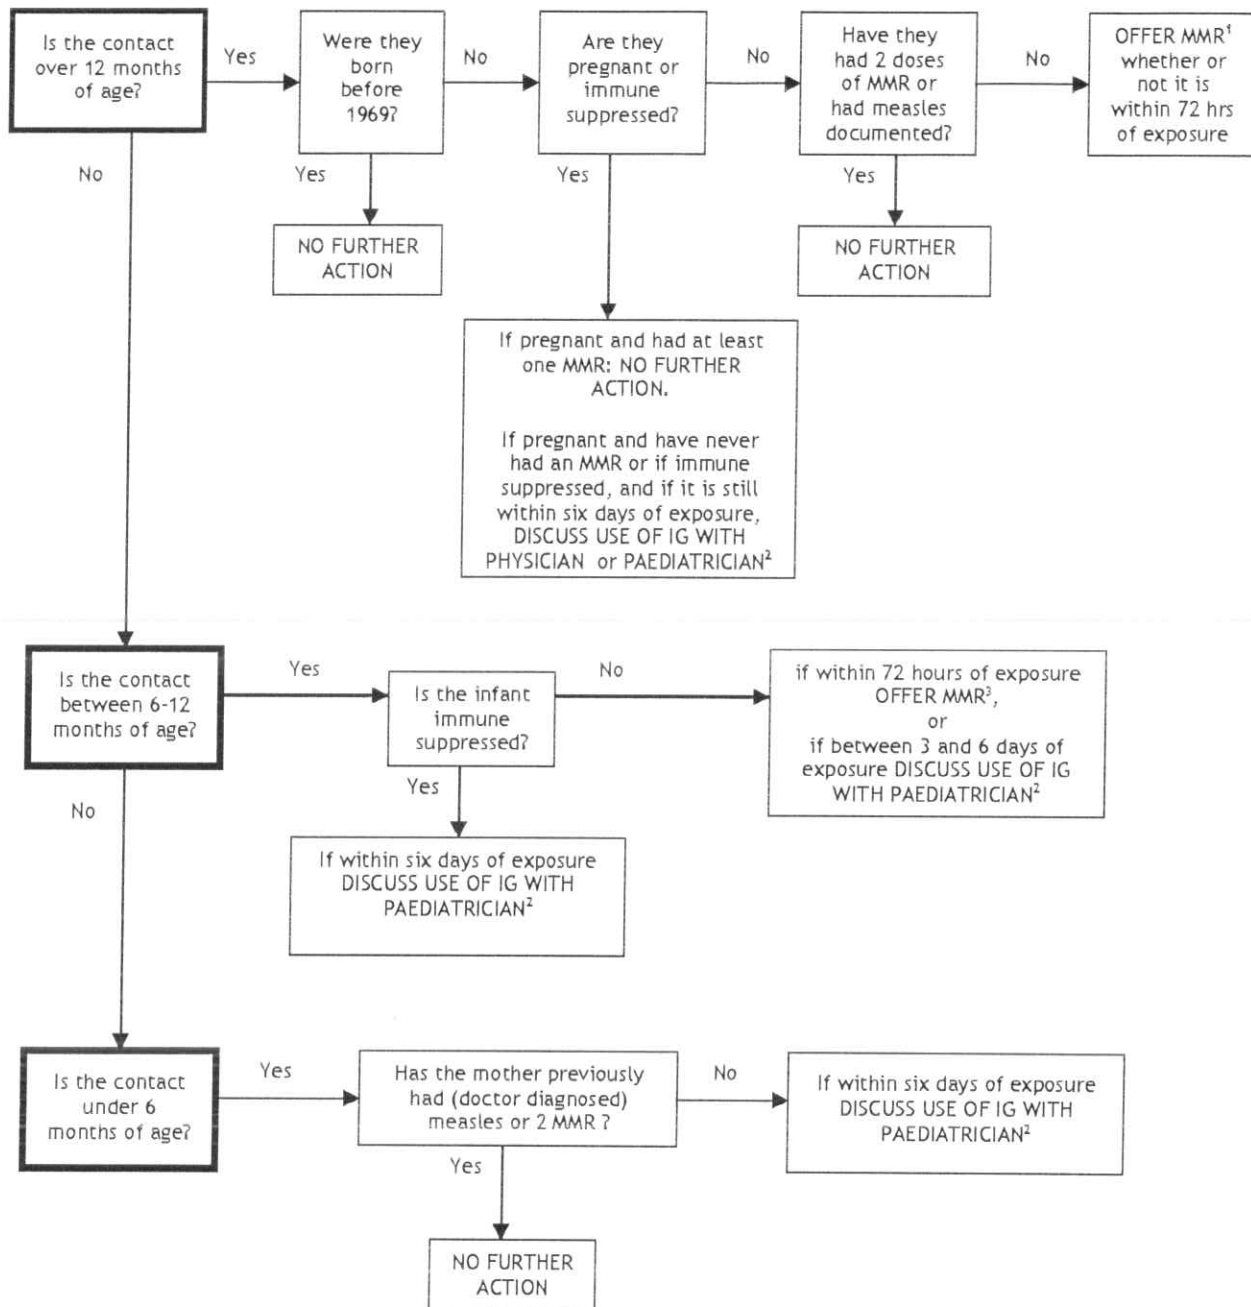 Is the contact
over 12 months
of age?
Yes
Were they
born
before
1969?
No
Are they
pregnant or
immune
suppressed?
No
Have they
had 2 doses
of MMR or
had measles
documented?
No
OFFER MMR¹
whether or
not it is
within 72 hrs
of exposure
No
Yes
Yes
Yes
NO FURTHER
ACTION
NO FURTHER
ACTION
If pregnant and had at least
one MMR: NO FURTHER
ACTION.
If pregnant and have never
had an MMR or if immune
suppressed, and if it is still
within six days of exposure,
DISCUSS USE OF IG WITH
PHYSICIAN or PAEDIATRICIAN²
Is the contact
between 6-12
months of age?
Yes
Is the infant
immune
suppressed?
No
if within 72 hours of exposure
OFFER MMR³,
or
if between 3 and 6 days of
exposure DISCUSS USE OF IG
WITH PAEDIATRICIAN²
No
Yes
If within six days of exposure
DISCUSS USE OF IG WITH
PAEDIATRICIAN²
Is the contact
under 6
months of age?
Yes
Has the mother previously
had (doctor diagnosed)
measles or 2 MMR ?
No
If within six days of exposure
DISCUSS USE OF IG WITH
PAEDIATRICIAN²
Yes
NO FURTHER
ACTION